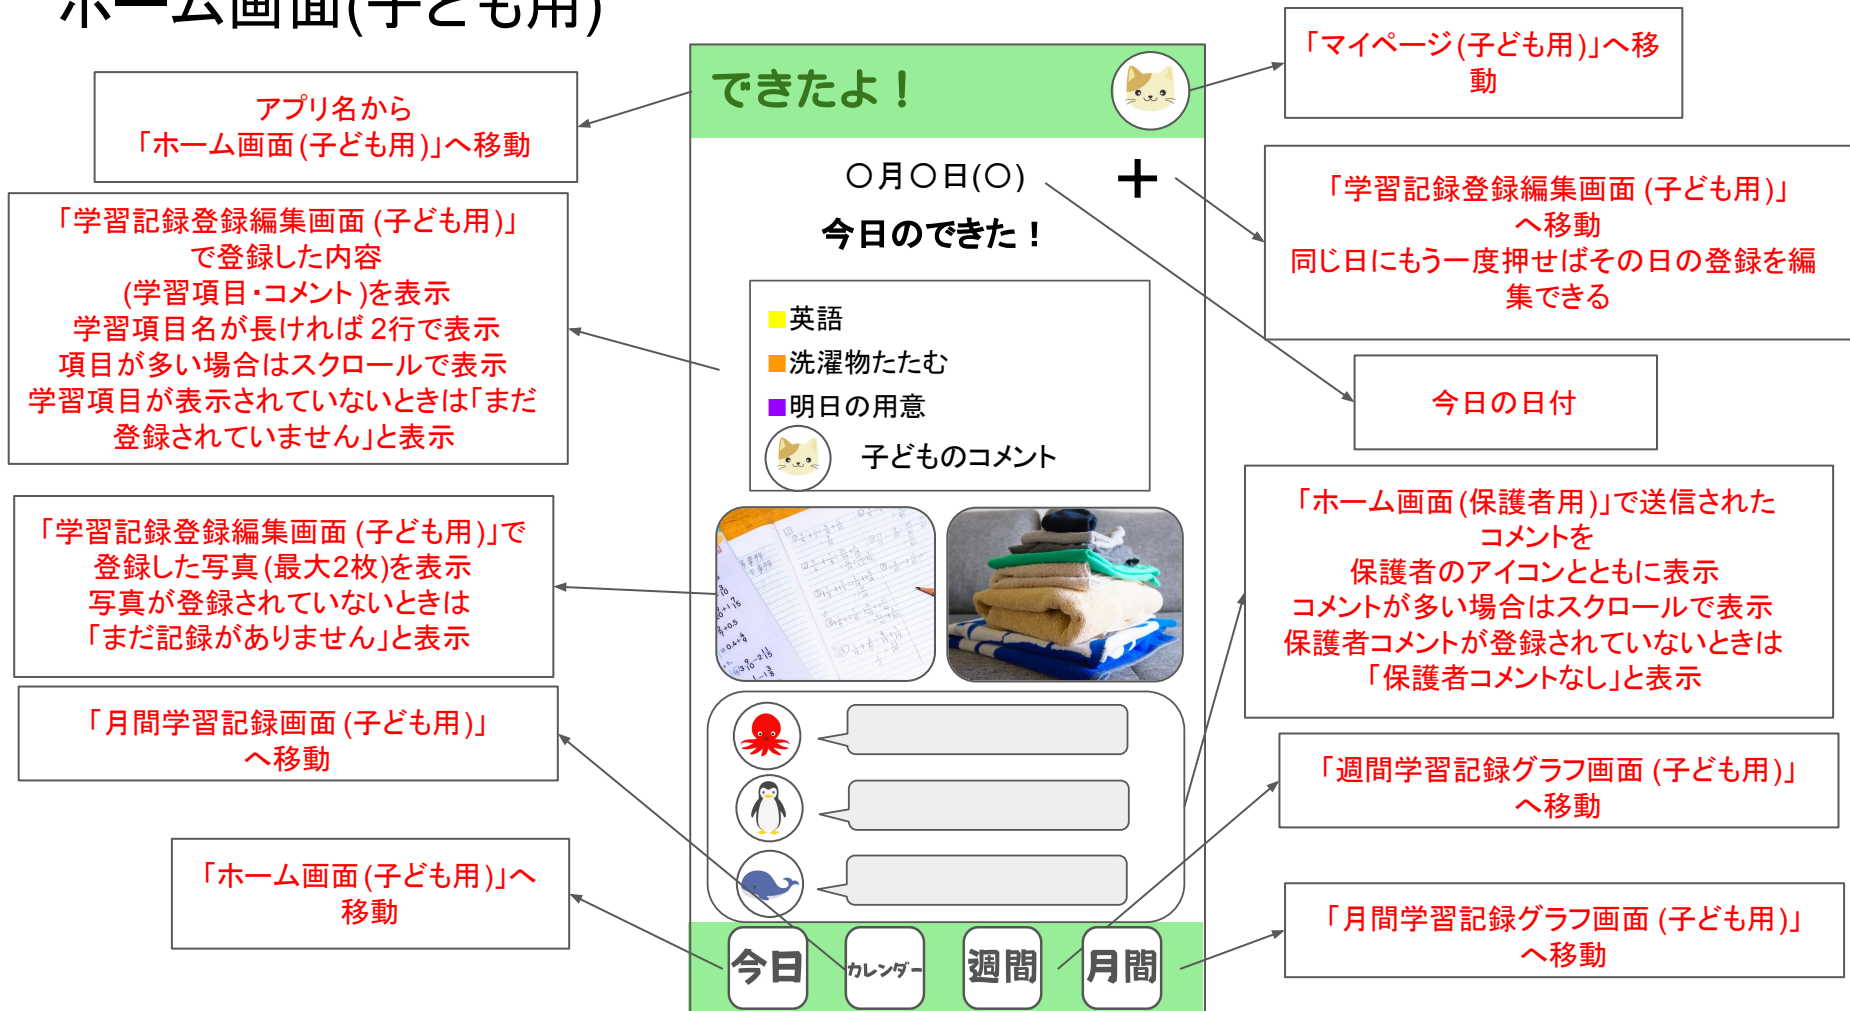 ホーム画面(子ども用)
アプリ名から
「ホーム画面(子ども用)」へ移動
「学習記録登録編集画面(子ども用)」
で登録した内容
(学習項目・コメント)を表示
学習項目名が長ければ2行で表示
項目が多い場合はスクロールで表示
学習項目が表示されていないときは「まだ
登録されていません」と表示
「学習記録登録編集画面(子ども用)」で
登録した写真(最大2枚)を表示
写真が登録されていないときは
「まだ記録がありません」と表示
「月間学習記録画面(子ども用)」
へ移動
「ホーム画面(子ども用)」へ
移動
できたよ！
〇月〇日(〇)
＋
今日のできた！
英語
洗濯物たたむ
明日の用意
子どものコメント
今日
カレンダー
週間
月間
「マイページ(子ども用)」へ移
動
「学習記録登録編集画面(子ども用)」
へ移動
同じ日にもう一度押せばその日の登録を編
集できる
今日の日付
「ホーム画面(保護者用)」で送信された
コメントを
保護者のアイコンとともに表示
コメントが多い場合はスクロールで表示
保護者コメントが登録されていないときは
「保護者コメントなし」と表示
「週間学習記録グラフ画面(子ども用)」
へ移動
「月間学習記録グラフ画面(子ども用)」
へ移動